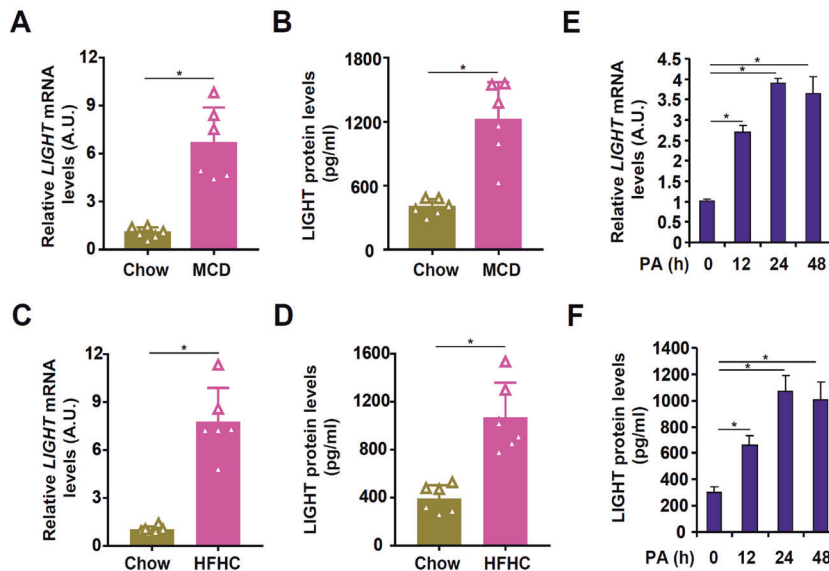 A
Relative LIGHT mRNA
levels (A.U.)
12
9
6
3
0
*
Chow
MCD
B
LIGHT protein levels
(pg/ml)
1800
1200
600
0
*
Chow
MCD
E
Relative LIGHT mRNA
levels (A.U.)
4.5
4
3.5
3
2.5
2
1.5
1
0.5
0
*
*
*
PA (h)
0
12
24
48
C
Relative LIGHT mRNA
levels (A.U.)
12
9
6
3
0
*
Chow
HFHC
D
LIGHT protein levels
(pg/ml)
1600
1200
800
400
0
*
Chow
HFHC
F
LIGHT protein levels
(pg/ml)
1400
1200
1000
800
600
400
200
0
*
*
*
PA (h)
0
12
24
48